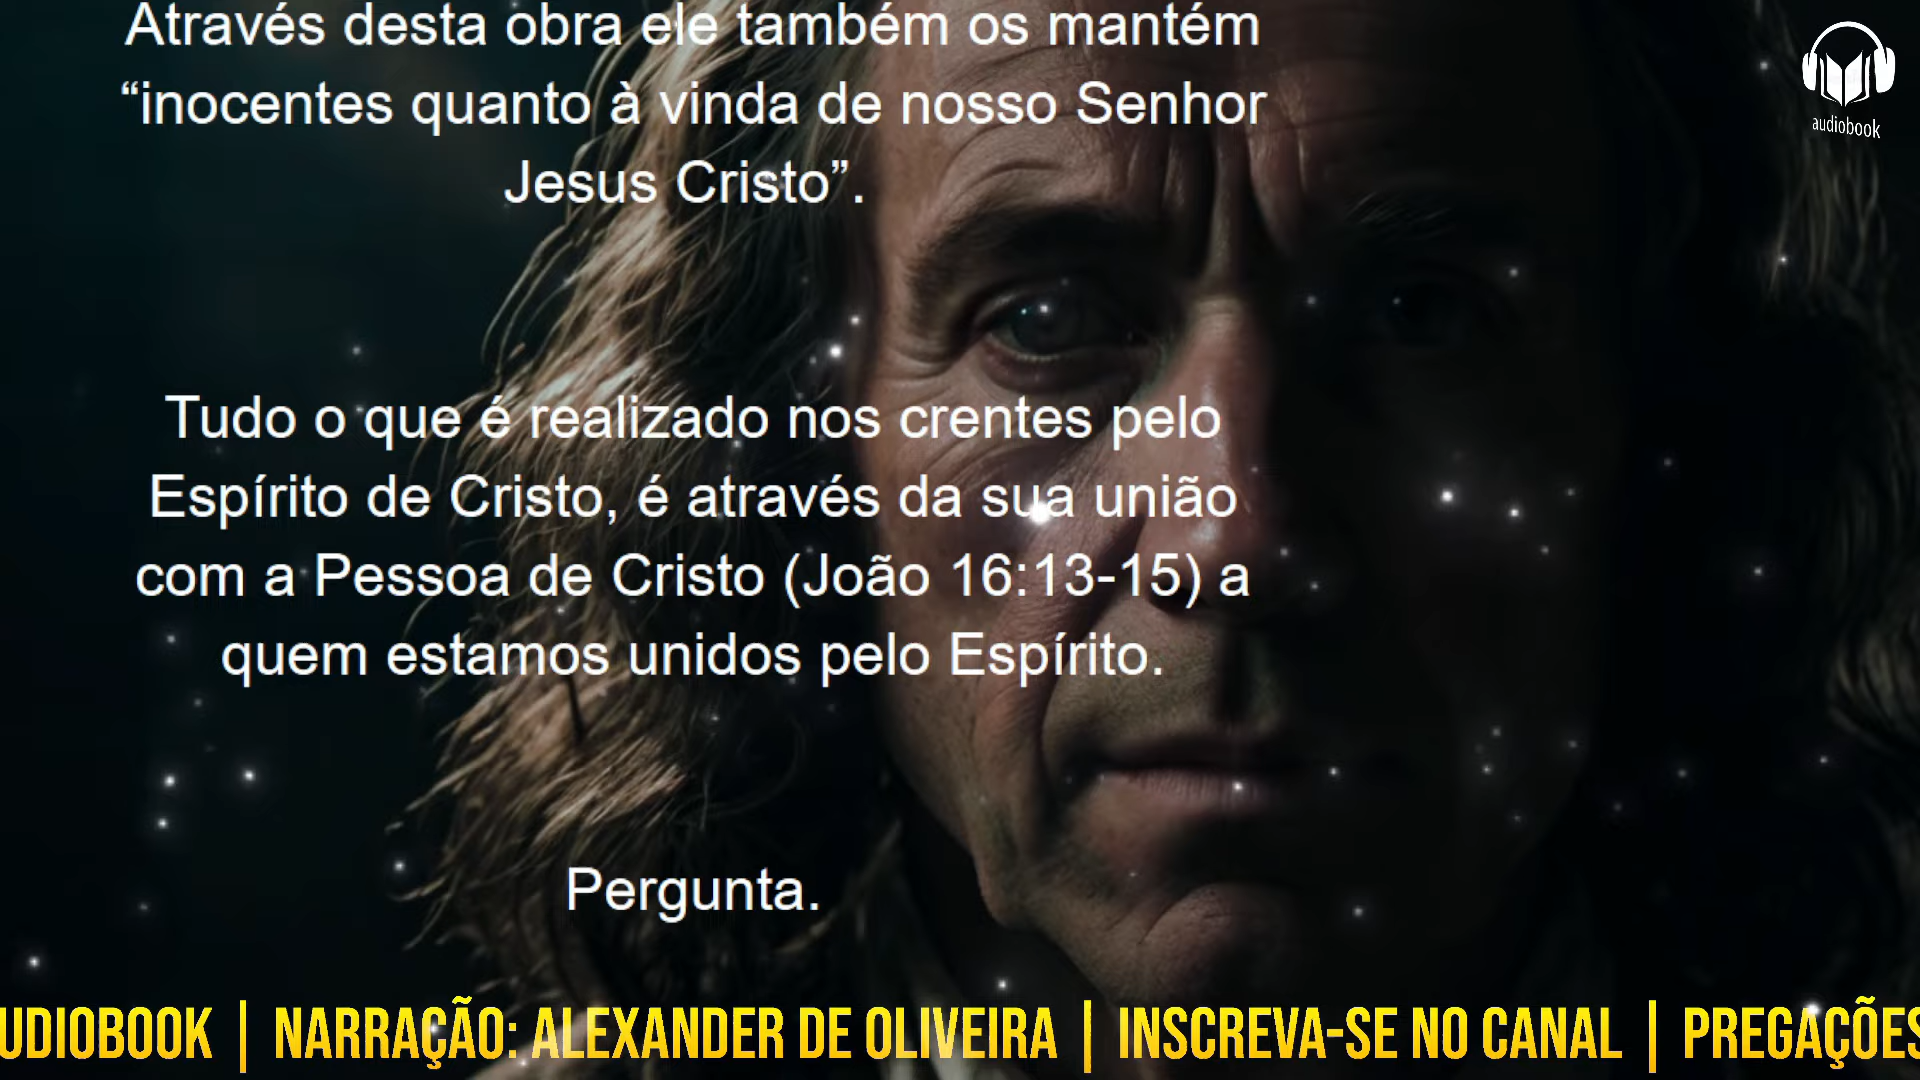 Através desta obra ele também os mantém
“inocentes quanto à vinda de nosso Senhor
Jesus Cristo”.
Tudo o que é realizado nos crentes pelo
Espírito de Cristo, é através da sua união
com a Pessoa de Cristo (João 16:13-15) a
quem estamos unidos pelo Espírito.
Pergunta.
audiobook
UDIOBOOK | NARRAÇÃO: ALEXANDER DE OLIVEIRA | INSCREVA-SE NO CANAL | PREGAÇÕES